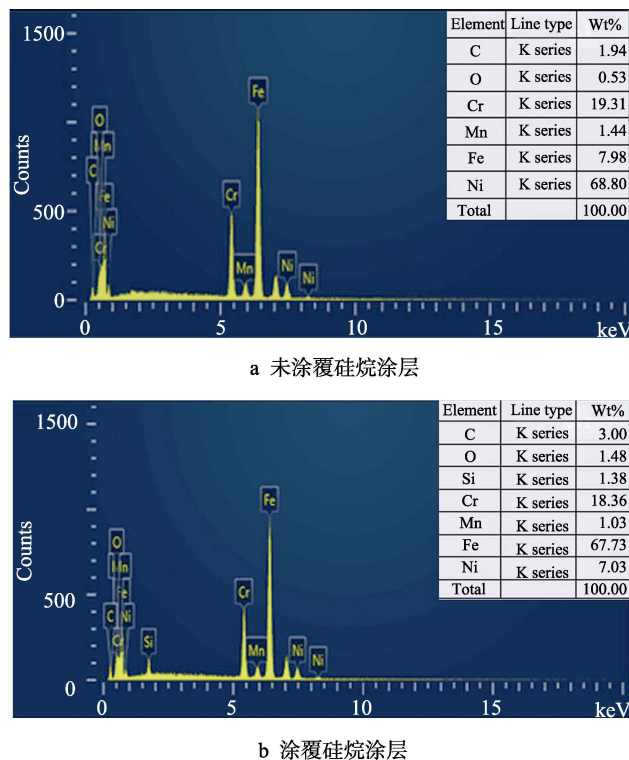 1500
500
0
Counts
0 5 10 15 keV
C O Mn Fe Ni Cr Cr Mn Fe Ni Ni
Element Line type Wt%
C K series 1.94
O K series 0.53
Cr K series 19.31
Mn K series 1.44
Fe K series 7.98
Ni K series 68.80
Total 100.00
a 未涂覆硅烷涂层
1500
500
0
Counts
0 5 10 15 keV
C O Fe Ni Cr Si Cr Mn Fe Ni Ni
Element Line type Wt%
C K series 3.00
O K series 1.48
Si K series 1.38
Cr K series 18.36
Mn K series 1.03
Fe K series 67.73
Ni K series 7.03
Total 100.00
b 涂覆硅烷涂层